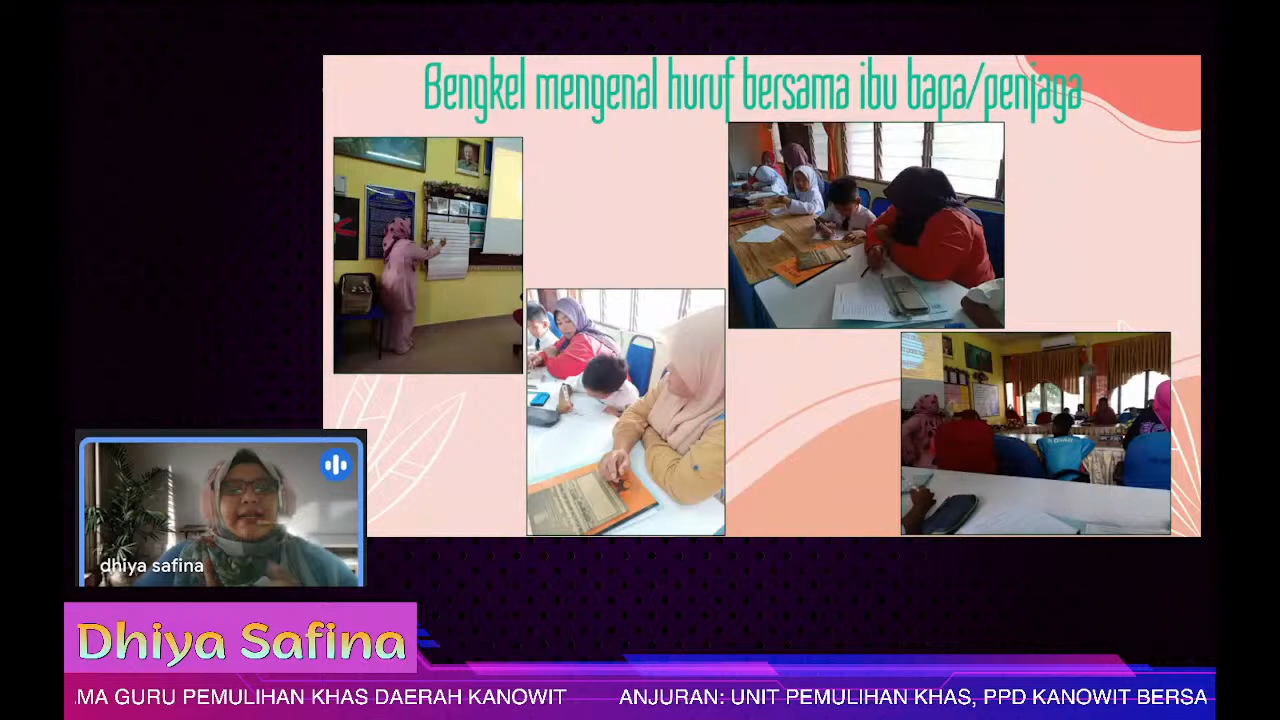 Bengkel mengenal huruf bersama ibu bapa/penjaga
dhiya safina
Dhiya Safina
.MA GURU PEMULIHAN KHAS DAERAH KANOWIT ANJURAN: UNIT PEMULIHAN KHAS, PPD KANOWIT BERSA